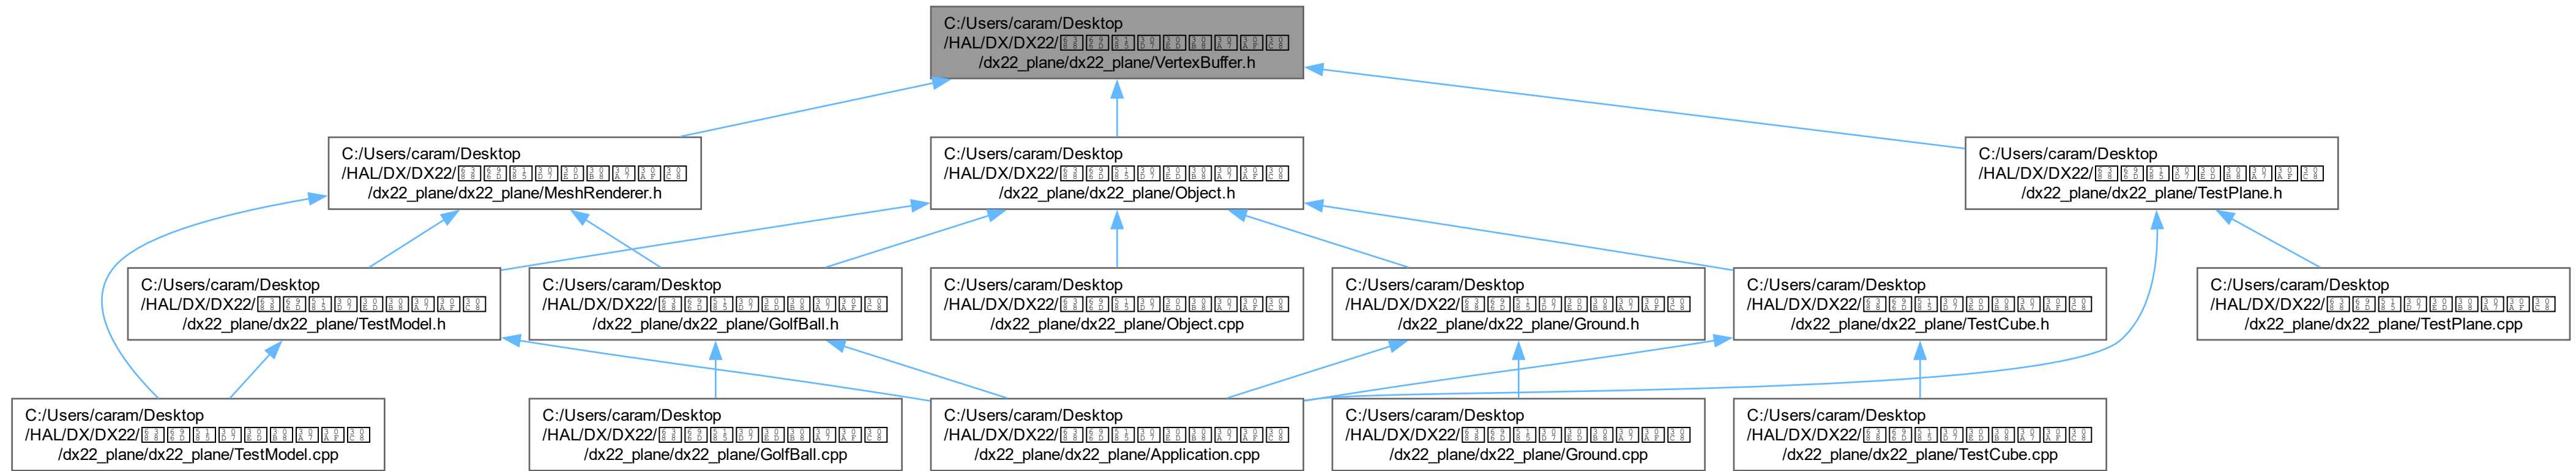 C:/Users/caram/Desktop
/HAL/DX/DX22/
/dx22_plane/dx22_plane/VertexBuffer.h
C:/Users/caram/Desktop
/HAL/DX/DX22/
/dx22_plane/dx22_plane/MeshRenderer.h
C:/Users/caram/Desktop
/HAL/DX/DX22/
/dx22_plane/dx22_plane/Object.h
C:/Users/caram/Desktop
/HAL/DX/DX22/
/dx22_plane/dx22_plane/TestPlane.h
C:/Users/caram/Desktop
/HAL/DX/DX22/
/dx22_plane/dx22_plane/TestModel.h
C:/Users/caram/Desktop
/HAL/DX/DX22/
/dx22_plane/dx22_plane/GolfBall.h
C:/Users/caram/Desktop
/HAL/DX/DX22/
/dx22_plane/dx22_plane/Object.cpp
C:/Users/caram/Desktop
/HAL/DX/DX22/
/dx22_plane/dx22_plane/Ground.h
C:/Users/caram/Desktop
/HAL/DX/DX22/
/dx22_plane/dx22_plane/TestCube.h
C:/Users/caram/Desktop
/HAL/DX/DX22/
/dx22_plane/dx22_plane/TestPlane.cpp
C:/Users/caram/Desktop
/HAL/DX/DX22/
/dx22_plane/dx22_plane/TestModel.cpp
C:/Users/caram/Desktop
/HAL/DX/DX22/
/dx22_plane/dx22_plane/GolfBall.cpp
C:/Users/caram/Desktop
/HAL/DX/DX22/
/dx22_plane/dx22_plane/Application.cpp
C:/Users/caram/Desktop
/HAL/DX/DX22/
/dx22_plane/dx22_plane/Ground.cpp
C:/Users/caram/Desktop
/HAL/DX/DX22/
/dx22_plane/dx22_plane/TestCube.cpp